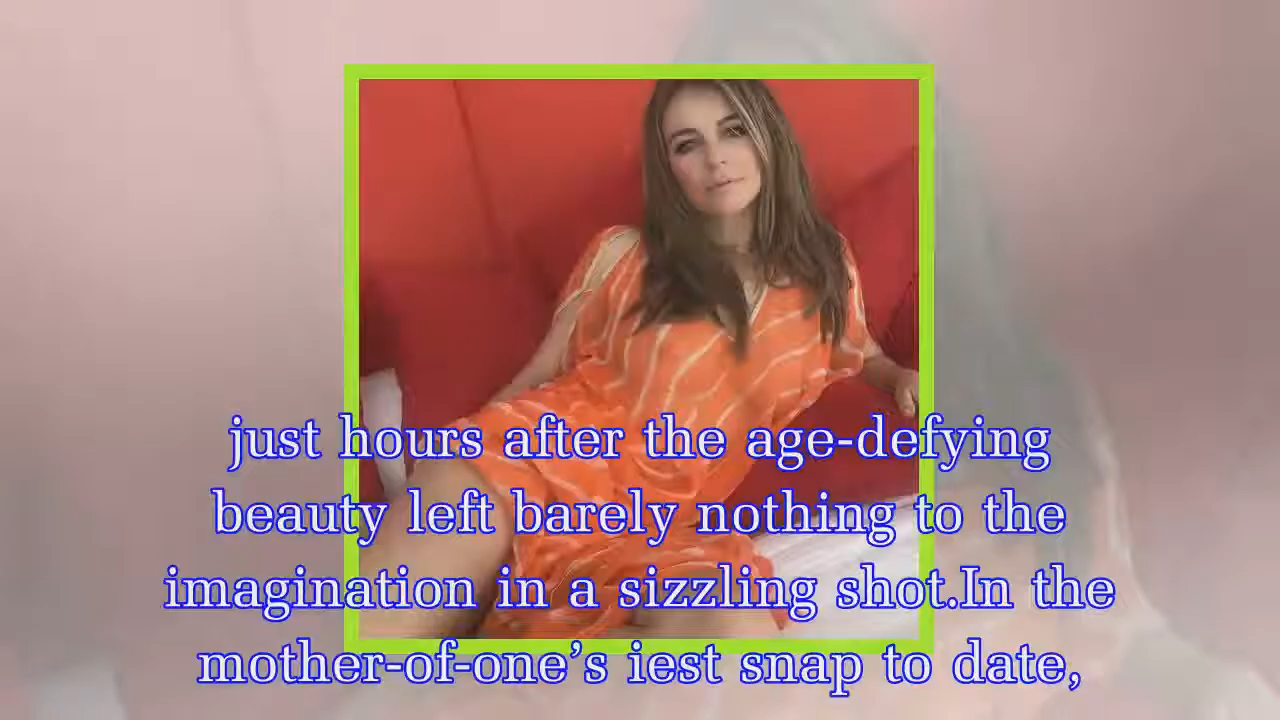 just hours after the age-defying
beauty left barely nothing to the
imagination in a sizzling shot.In the
mother-of-one’s iest snap to date,